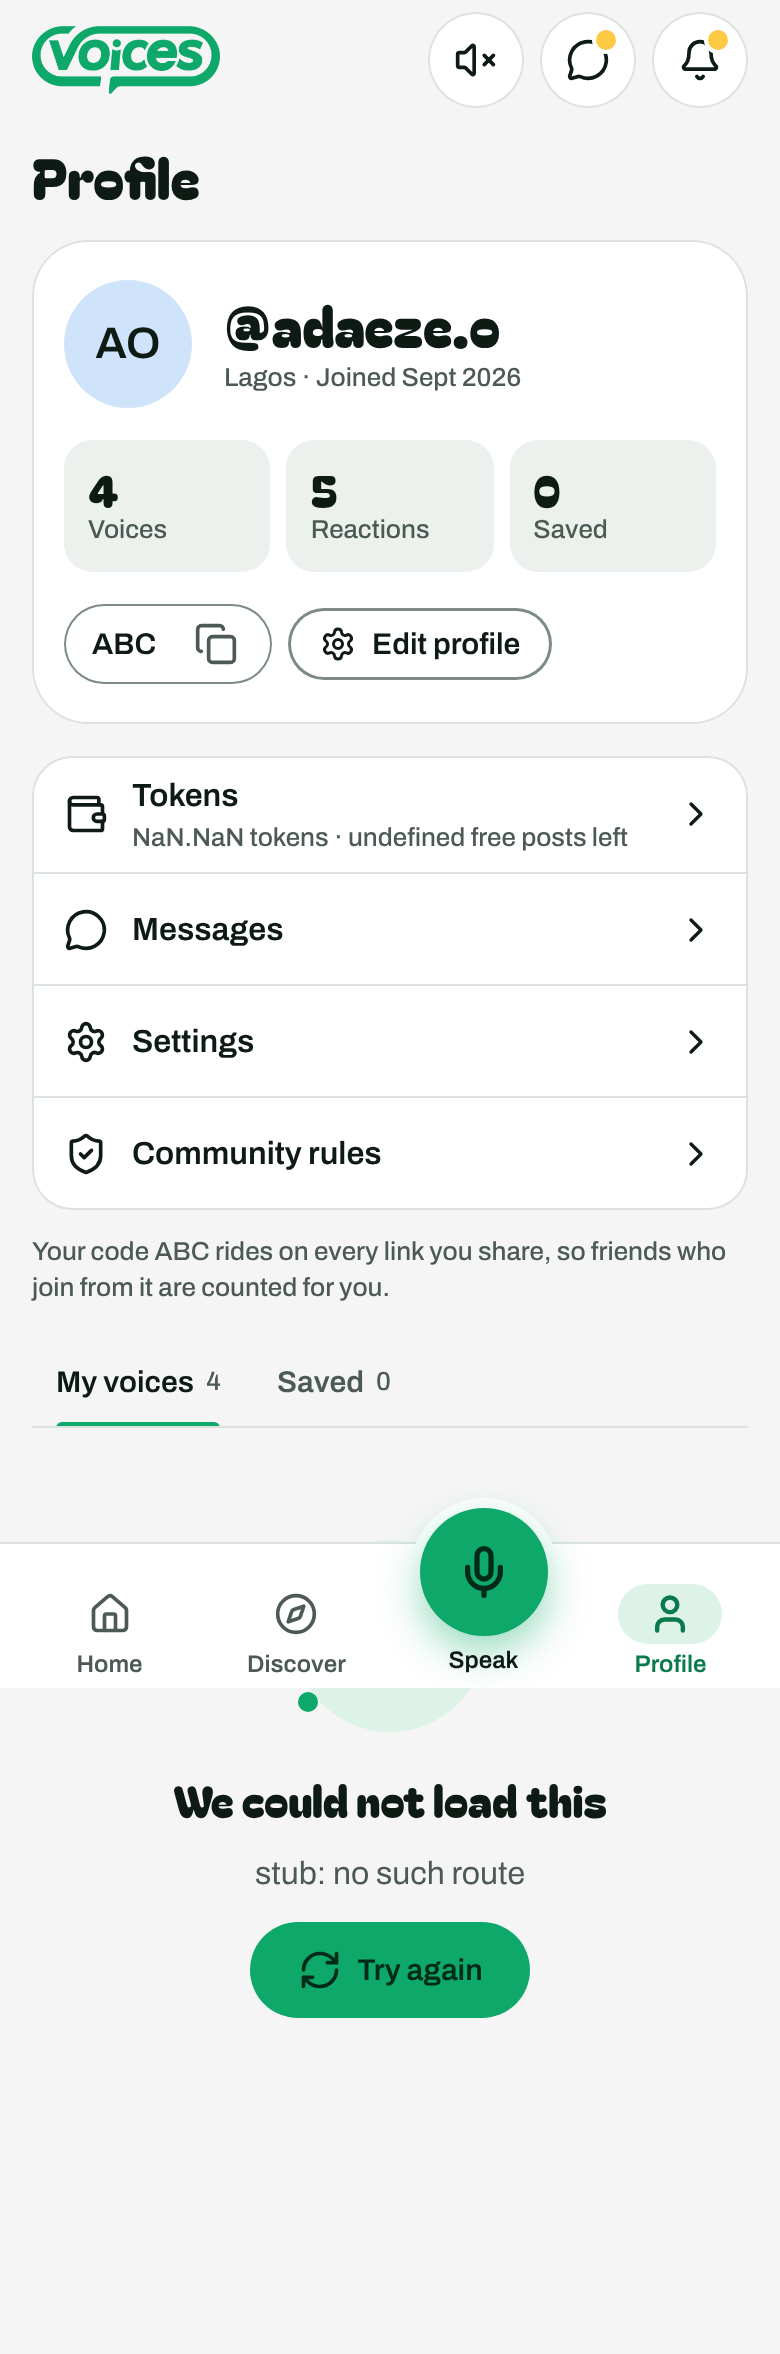 Voices
Profile
AO
@adaeze.o
Lagos · Joined Sept 2026
4
Voices
5
Reactions
0
Saved
ABC
Edit profile
Tokens
NaN.NaN tokens · undefined free posts left
Messages
Settings
Community rules
Your code ABC rides on every link you share, so friends who
join from it are counted for you.
My voices 4
Saved 0
Home
Discover
Speak
Profile
We could not load this
stub: no such route
Try again